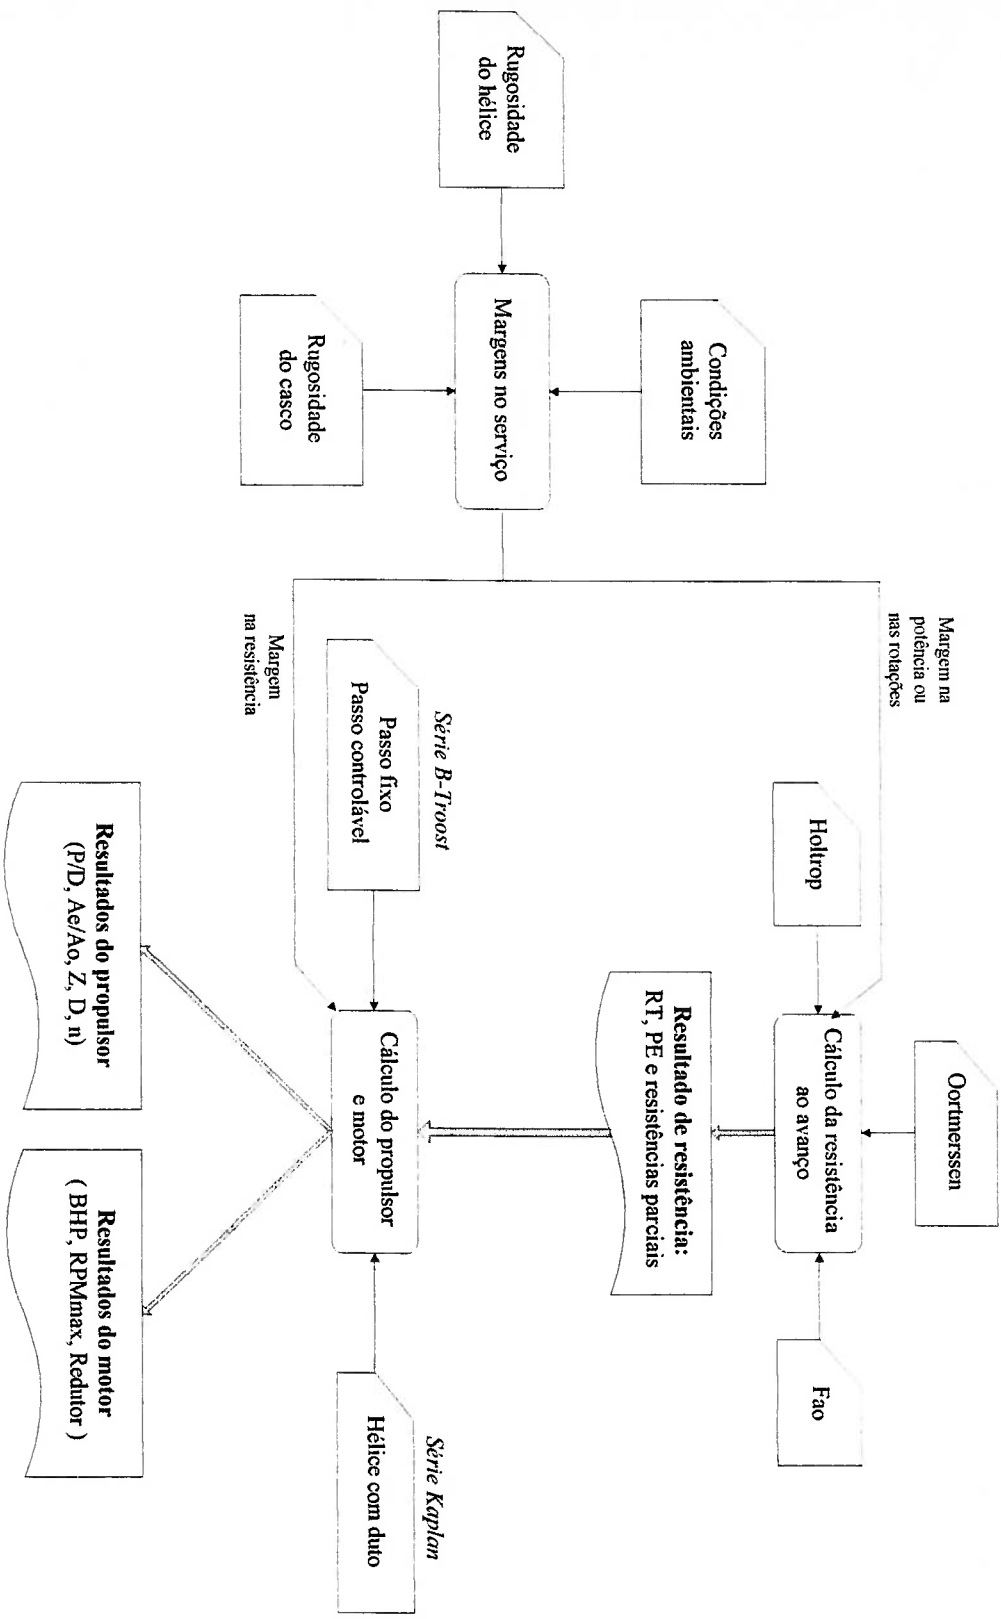 Oortmerssen
Holtrop
Cálculo da resistência
ao avanço
Fao
Margem na
potência ou
nas rotações
Condições
ambientais
Resultado de resistência:
RT, PE e resistências parciais
Rugosidade
do hélice
Margens no serviço
Série B-Troost
Série Kaplan
Passo fixo
Passo controlável
Cálculo do propulsor
e motor
Hélice com duto
Rugosidade
do casco
Margem
na resistência
Resultados do propulsor
(P/D, Ae/Ao, Z, D, n)
Resultados do motor
( BHP, RPMmax, Redutor )